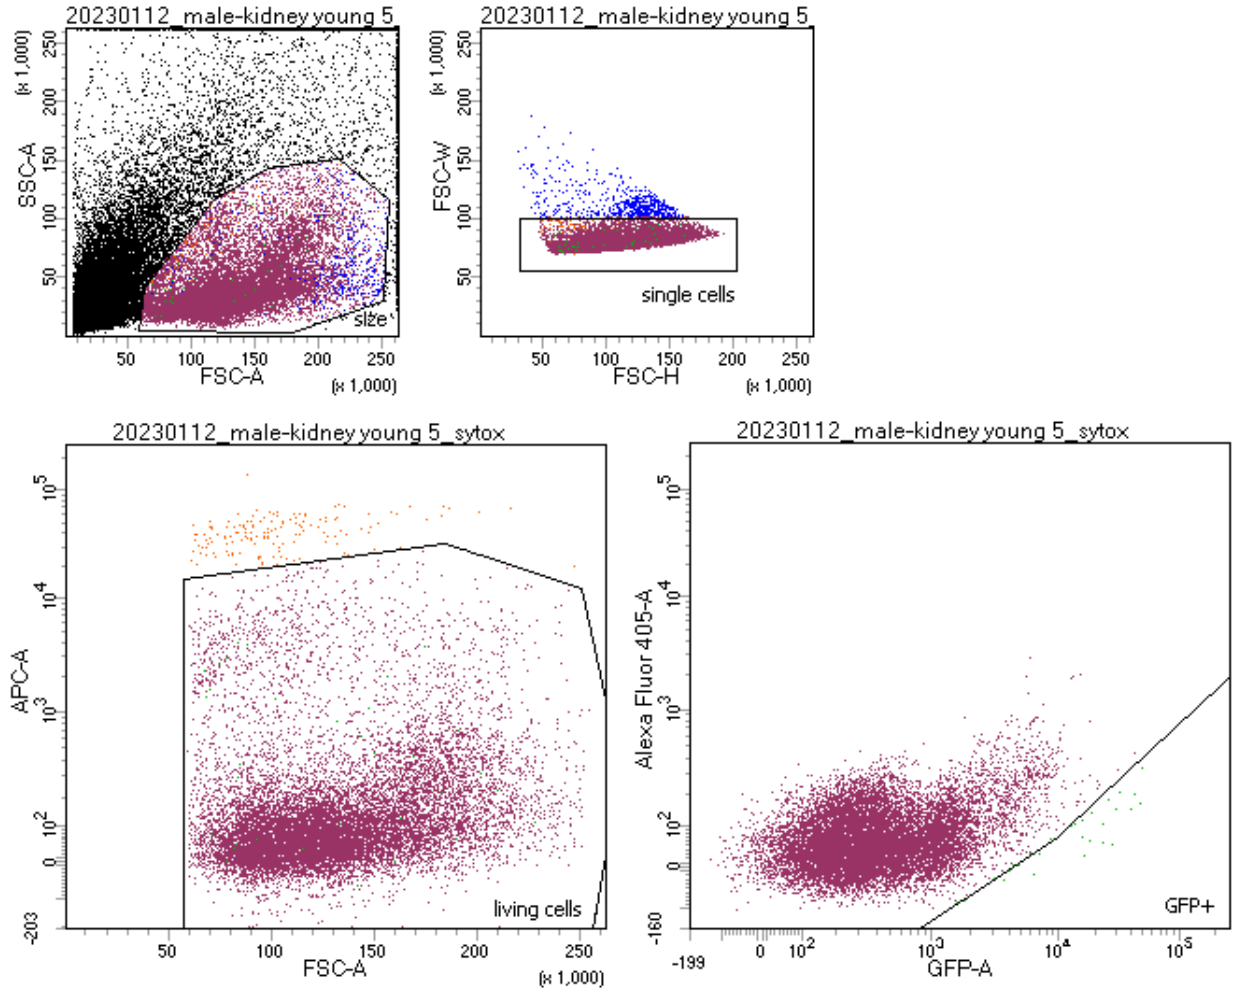 20230112_male-kidney young 5_
SSC-A
(x 1,000)
50 100 150 200 250
size
50 100 150 200 250
FSC-A
(x 1,000)
20230112_male-kidney young 5_
FSC-W
(x 1,000)
50 100 150 200 250
single cells
50 100 150 200 250
FSC-H
(x 1,000)
20230112_male-kidney young 5_sytox
APC-A
-203 0 10^2 10^3 10^4 10^5
living cells
50 100 150 200 250
FSC-A
(x 1,000)
20230112_male-kidney young 5_sytox
Alexa Fluor 405-A
-160 0 10^2 10^3 10^4 10^5
GFP+
-199 0 10^2 10^3 10^4 10^5
GFP-A